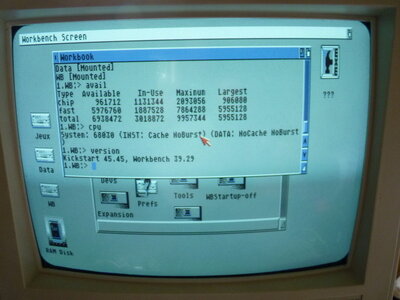 Workbench Screen
Workbook
Data [Mounted]
WB [Mounted]
1.WB:> avail
Type Available In-Use Maximum Largest
chip 961712 1131344 2093056 906080
fast 5976760 1887528 7864288 5955128
total 6938472 3018872 9957344 5955128
1.WB:> cpu
System: 68030 (INST: Cache NoBurst) (DATA: NoCache NoBurst
)
1.WB:> version
Kickstart 45.45, Workbench 39.29
1.WB:>
???
Jeux
Data
WB
RAM Disk
Devs
Prefs
Tools
WBStartup-off
Expansion